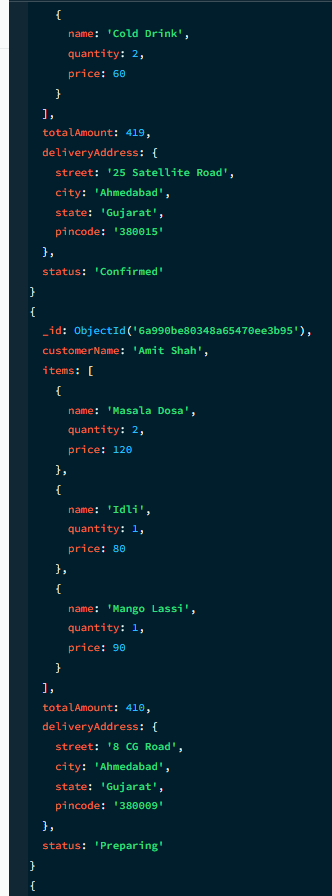 {
name: 'Cold Drink',
quantity: 2,
price: 60
}
],
totalAmount: 419,
deliveryAddress: {
street: '25 Satellite Road',
city: 'Ahmedabad',
state: 'Gujarat',
pincode: '380015'
},
status: 'Confirmed'
}
{
_id: ObjectId('6a990be80348a65470ee3b95'),
customerName: 'Amit Shah',
items: [
{
name: 'Masala Dosa',
quantity: 2,
price: 120
},
{
name: 'Idli',
quantity: 1,
price: 80
},
{
name: 'Mango Lassi',
quantity: 1,
price: 90
}
],
totalAmount: 410,
deliveryAddress: {
street: '8 CG Road',
city: 'Ahmedabad',
state: 'Gujarat',
pincode: '380009'
},
status: 'Preparing'
}
{